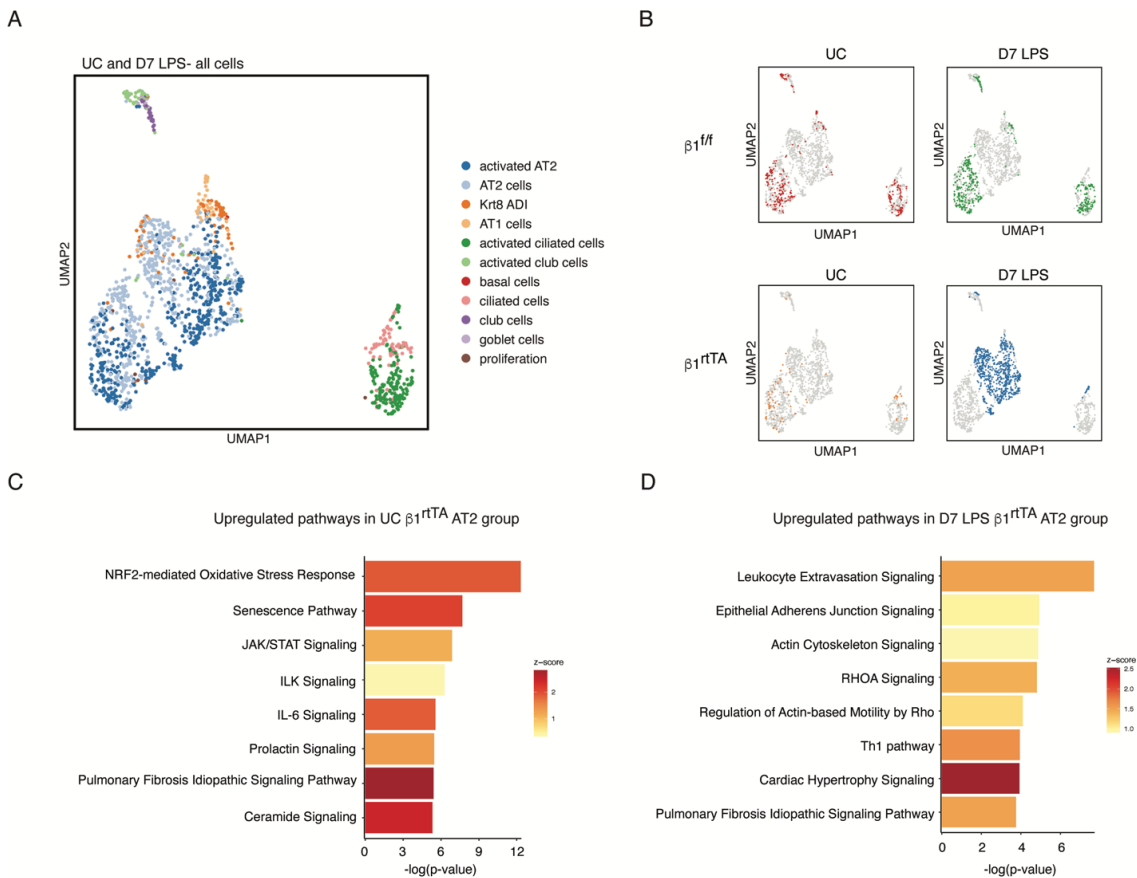 A
UC and D7 LPS- all cells
UMAP2
UMAP1
activated AT2
AT2 cells
Krt8 ADI
AT1 cells
activated ciliated cells
activated club cells
basal cells
ciliated cells
club cells
goblet cells
proliferation
B
UC
D7 LPS
β1f/f
UMAP2
UMAP1
UMAP2
UMAP1
UC
D7 LPS
β1rtTA
UMAP2
UMAP1
UMAP2
UMAP1
C
Upregulated pathways in UC β1rtTA AT2 group
NRF2-mediated Oxidative Stress Response
Senescence Pathway
JAK/STAT Signaling
ILK Signaling
IL-6 Signaling
Prolactin Signaling
Pulmonary Fibrosis Idiopathic Signaling Pathway
Ceramide Signaling
0 3 6 9 12
-log(p-value)
z-score
2
1
D
Upregulated pathways in D7 LPS β1rtTA AT2 group
Leukocyte Extravasation Signaling
Epithelial Adherens Junction Signaling
Actin Cytoskeleton Signaling
RHOA Signaling
Regulation of Actin-based Motility by Rho
Th1 pathway
Cardiac Hypertrophy Signaling
Pulmonary Fibrosis Idiopathic Signaling Pathway
0 2 4 6
-log(p-value)
z-score
2.5
2.0
1.5
1.0